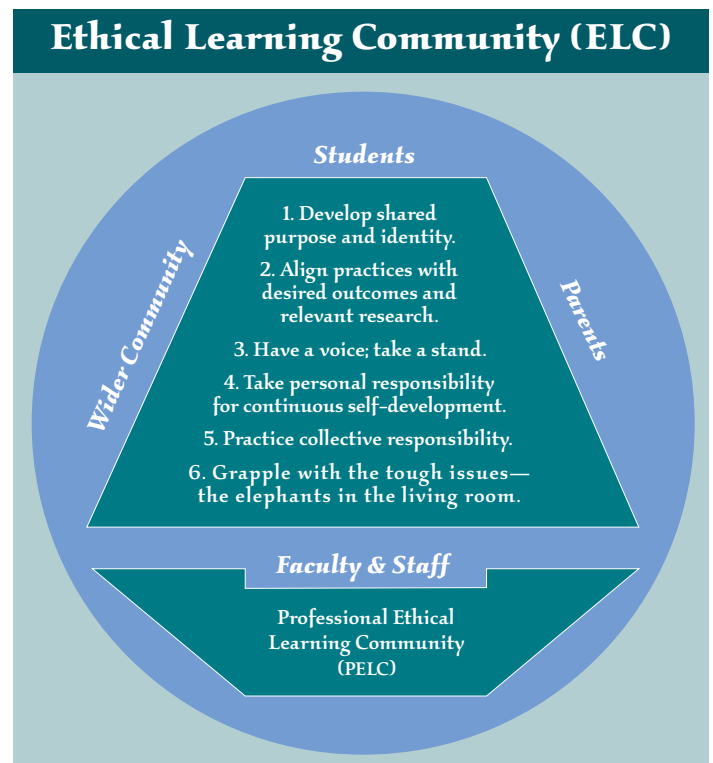 Ethical Learning Community (ELC)
Students
Wider Community
Parents
1. Develop shared
purpose and identity.
2. Align practices with
desired outcomes and
relevant research.
3. Have a voice; take a stand.
4. Take personal responsibility
for continuous self-development.
5. Practice collective responsibility.
6. Grapple with the tough issues—
the elephants in the living room.
Faculty & Staff
Professional Ethical
Learning Community
(PELC)